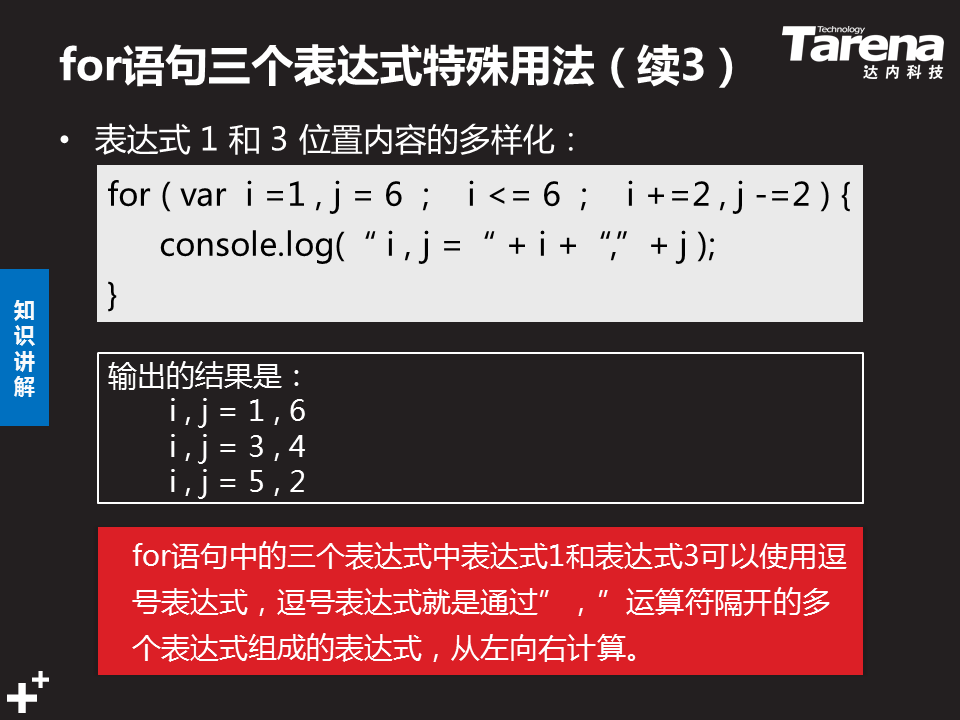 for语句三个表达式特殊用法（续3）
Technology
Tarena
达内科技
• 表达式 1 和 3 位置内容的多样化：
for ( var i =1 , j = 6 ; i <= 6 ; i +=2 , j -=2 ) {
console.log( “ i , j = “ + i + “,” + j );
}
知识讲解
输出的结果是：
i , j = 1 , 6
i , j = 3 , 4
i , j = 5 , 2
for语句中的三个表达式中表达式1和表达式3可以使用逗
号表达式，逗号表达式就是通过” ，” 运算符隔开的多
个表达式组成的表达式，从左向右计算。